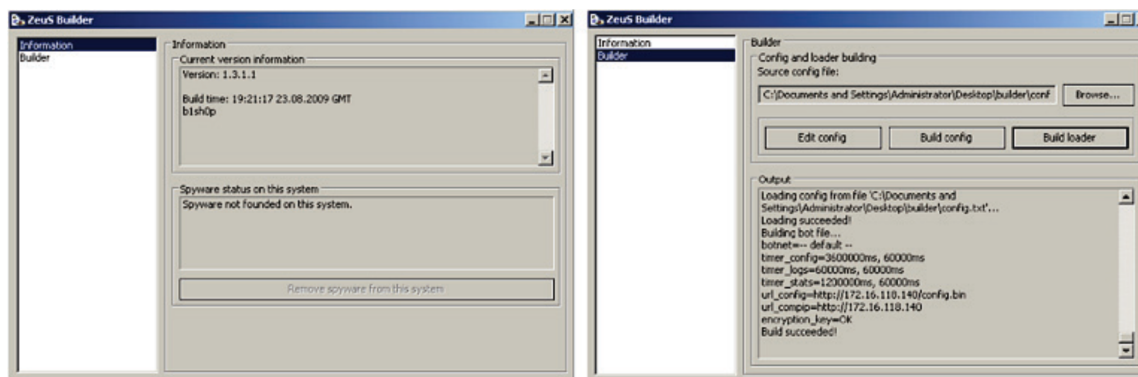 ZeuS Builder
Information
Builder
Information
Current version information
Version: 1.3.1.1
Build time: 19:21:17 23.08.2009 GMT
b1sh0p
Spyware status on this system
Spyware not founded on this system.
Remove spyware from this system
ZeuS Builder
Information
Builder
Builder
Config and loader building
Source config file:
C:\Documents and Settings\Administrator\Desktop\builder\conf
Browse...
Edit config
Build config
Build loader
Output
Loading config from file 'C:\Documents and
Settings\Administrator\Desktop\builder\config.txt'...
Loading succeeded!
Building bot file...
botnet=-- default --
timer_config=3600000ms, 60000ms
timer_logs=60000ms, 60000ms
timer_stats=1200000ms, 60000ms
url_config=http://172.16.118.140/config.bin
url_compip=http://172.16.118.140
encryption_key=OK
Build succeeded!